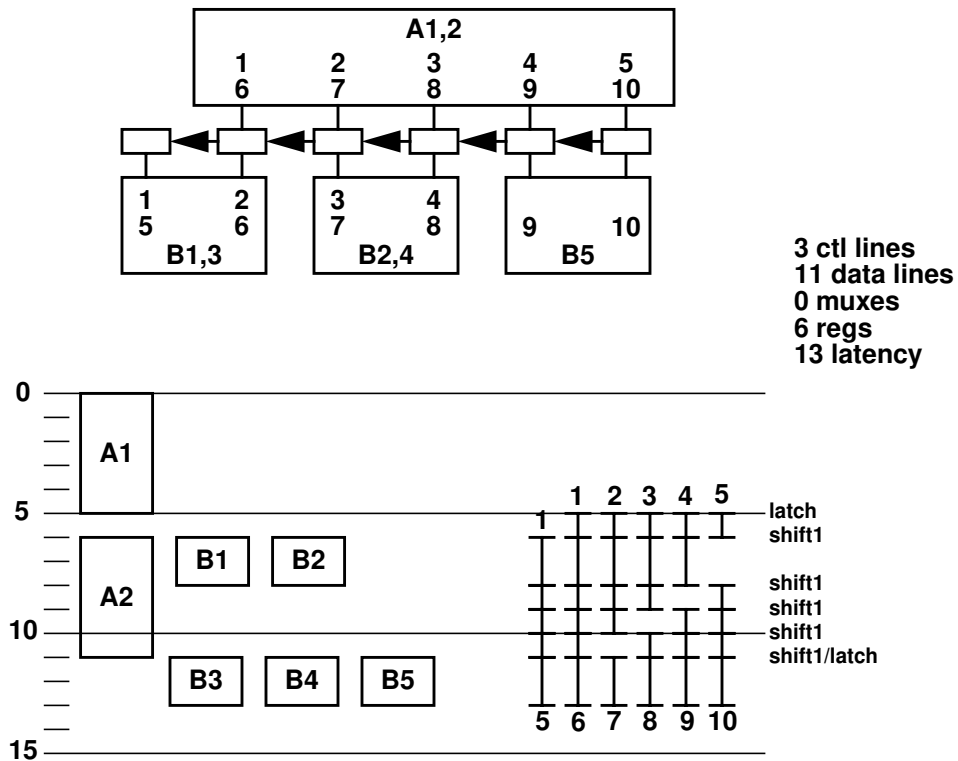 A1,2
1 2 3 4 5
6 7 8 9 10
1 2 3 4
5 6 7 8 9 10
B1,3 B2,4 B5
3 ctl lines
11 data lines
0 muxes
6 regs
13 latency
0
A1
1 2 3 4 5
5 latch
1
shift1
B1 B2
A2
shift1
shift1
10 shift1
shift1/latch
B3 B4 B5
5 6 7 8 9 10
15